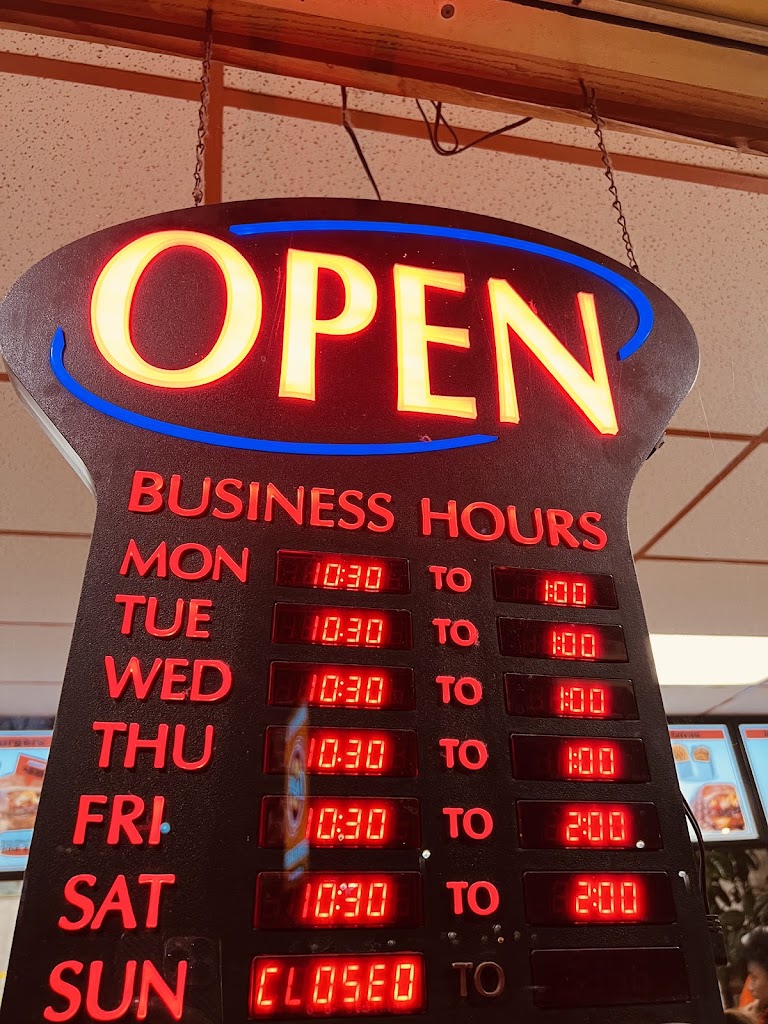 OPEN
BUSINESS HOURS
MON 10:30 TO 1:00
TUE 10:30 TO 1:00
WED 10:30 TO 1:00
THU 10:30 TO 1:00
FRI 10:30 TO 2:00
SAT 10:30 TO 2:00
SUN CLOSED TO